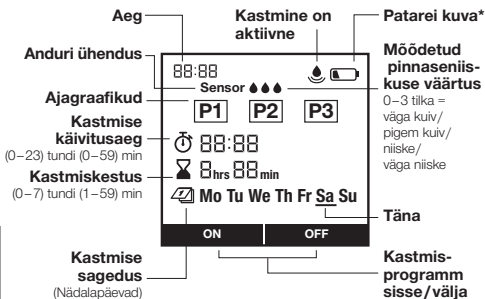 Aeg
Kastmine on
aktiivne
Patarei kuva*
Anduri ühendus
88:88
Sensor
Mõõdetud
pinnaseniis-
kuse väärtus
0–3 tilka =
väga kuiv/
pigem kuiv/
niiske/
väga niiske
Ajagraafikud
P1 P2 P3
Kastmise
käivitusaeg
(0–23) tundi (0–59) min
88:88
Kastmiskestus
(0–7) tundi (1–59) min
8hrs 88min
Mo Tu We Th Fr Sa Su
Täna
ON OFF
Kastmise
sagedus
(Nädalapäevad)
Kastmis-
programm
sisse/välja